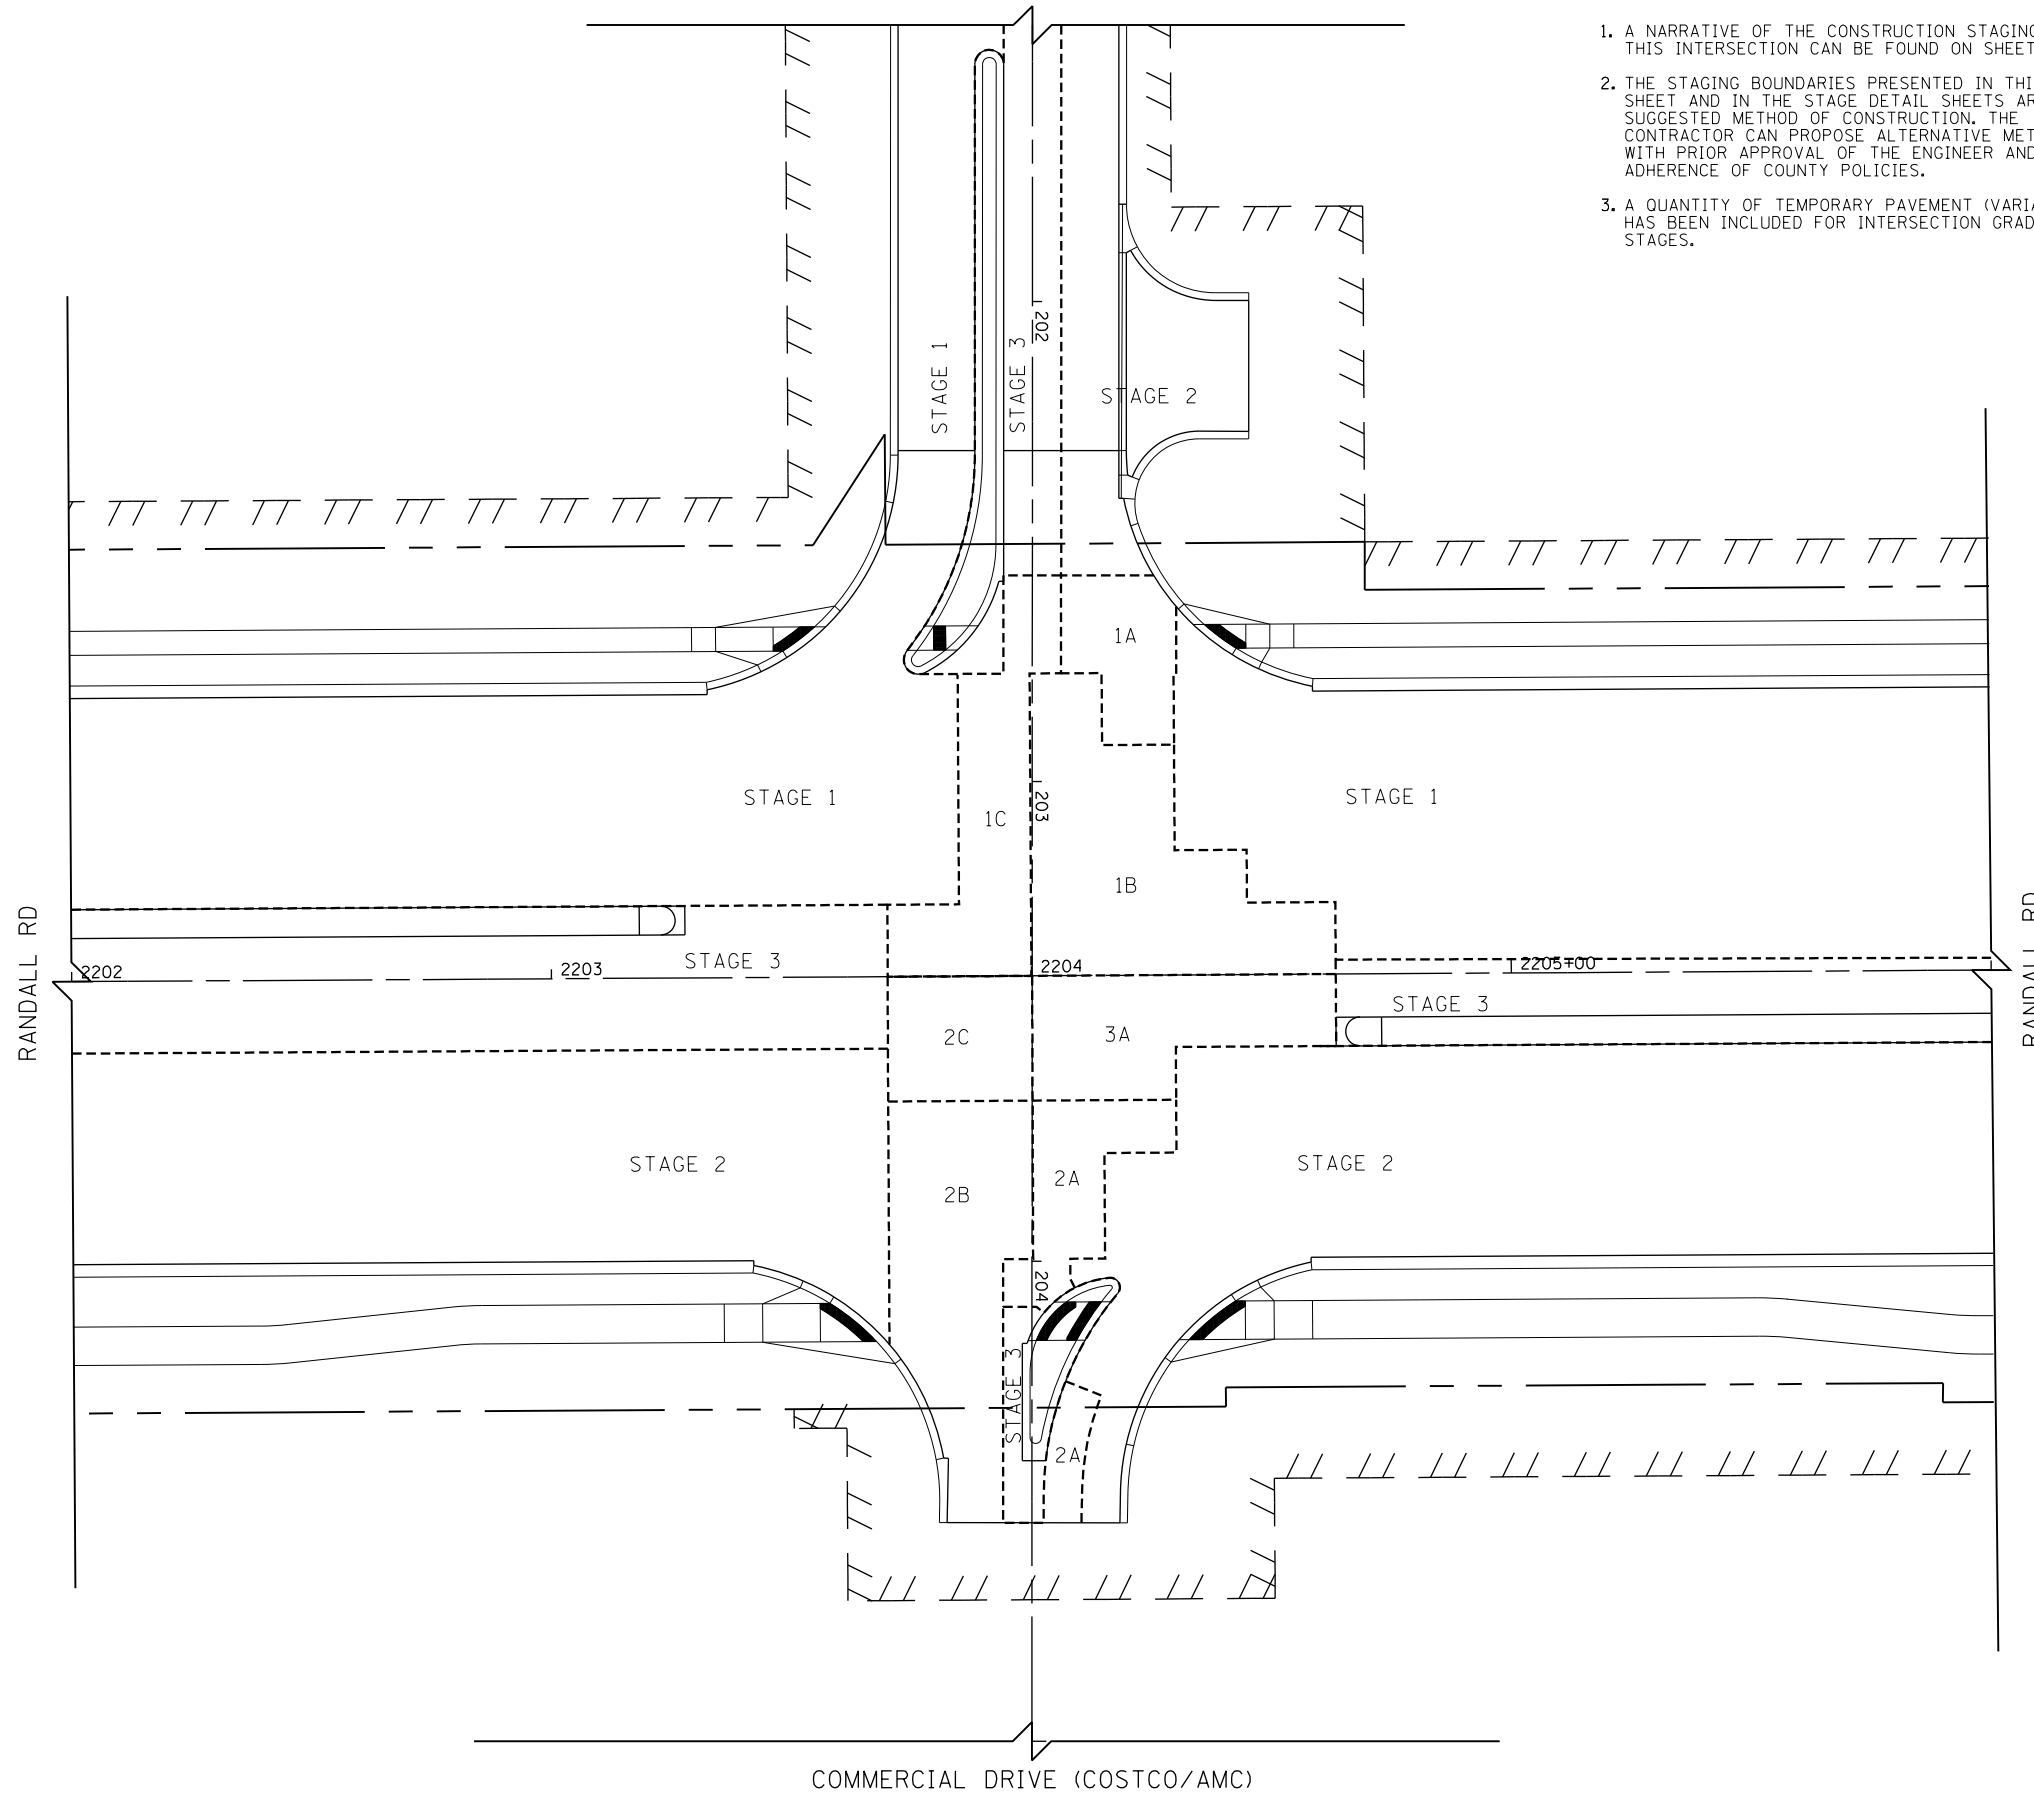 1. A NARRATIVE OF THE CONSTRUCTION STAGING
THIS INTERSECTION CAN BE FOUND ON SHEET
2. THE STAGING BOUNDARIES PRESENTED IN THI
SHEET AND IN THE STAGE DETAIL SHEETS AR
SUGGESTED METHOD OF CONSTRUCTION. THE
CONTRACTOR CAN PROPOSE ALTERNATIVE MET
WITH PRIOR APPROVAL OF THE ENGINEER AND
ADHERENCE OF COUNTY POLICIES.
3. A QUANTITY OF TEMPORARY PAVEMENT (VARIA
HAS BEEN INCLUDED FOR INTERSECTION GRAD
STAGES.
202
STAGE 1
STAGE 3
STAGE 2
1A
STAGE 1
203
STAGE 1
1C
1B
RANDALL RD
RANDALL RD
STAGE 3
2202
2203
2204
2205+00
STAGE 3
2C
3A
STAGE 2
STAGE 2
2A
2B
204
STAGE 3
2A
COMMERCIAL DRIVE (COSTCO/AMC)